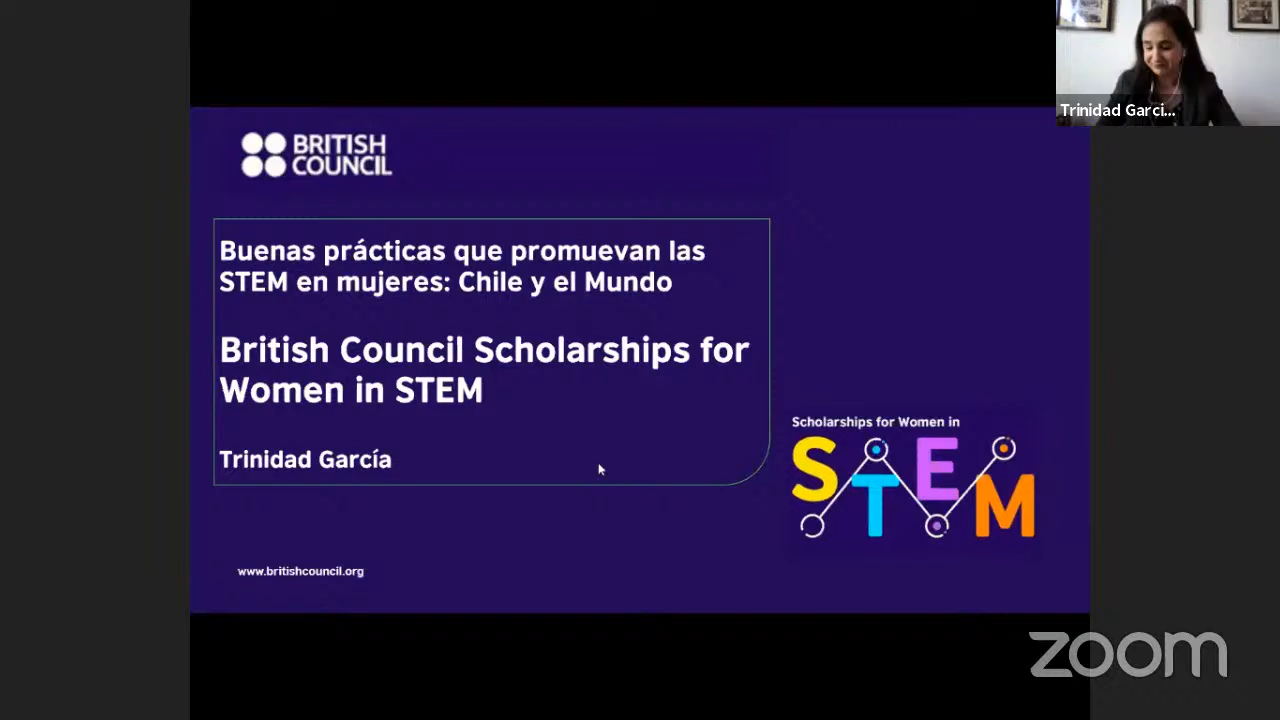 Trinidad Garci...
BRITISH
COUNCIL
Buenas prácticas que promuevan las
STEM en mujeres: Chile y el Mundo
British Council Scholarships for
Women in STEM
Trinidad García
Scholarships for Women in
STEM
www.britishcouncil.org
zoom